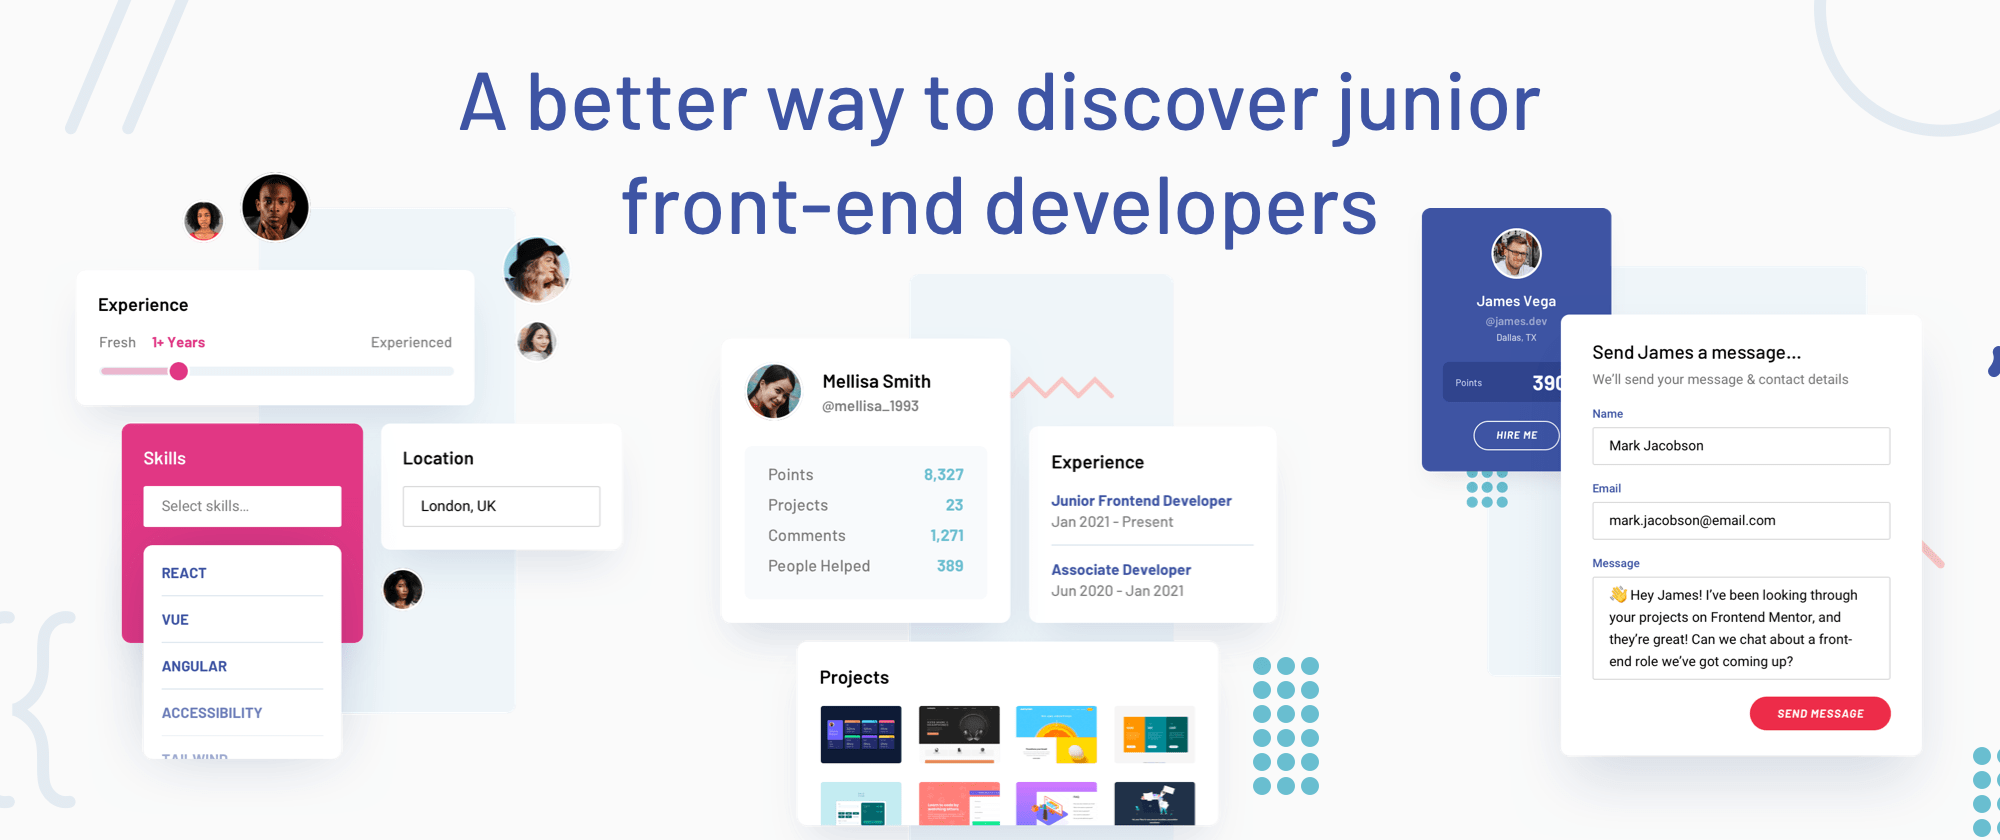 A better way to discover junior
front-end developers
Experience
Fresh 1+ Years Experienced
Skills
Select skills...
REACT
VUE
ANGULAR
ACCESSIBILITY
TAILWIND
Location
London, UK
Mellisa Smith
@mellisa_1993
Points 8,327
Projects 23
Comments 1,271
People Helped 389
Experience
Junior Frontend Developer
Jan 2021 - Present
Associate Developer
Jun 2020 - Jan 2021
Projects
James Vega
@james.dev
Dallas, TX
Points 390
HIRE ME
Send James a message...
We'll send your message & contact details
Name
Mark Jacobson
Email
mark.jacobson@email.com
Message
👋 Hey James! I've been looking through
your projects on Frontend Mentor, and
they're great! Can we chat about a front-
end role we've got coming up?
SEND MESSAGE